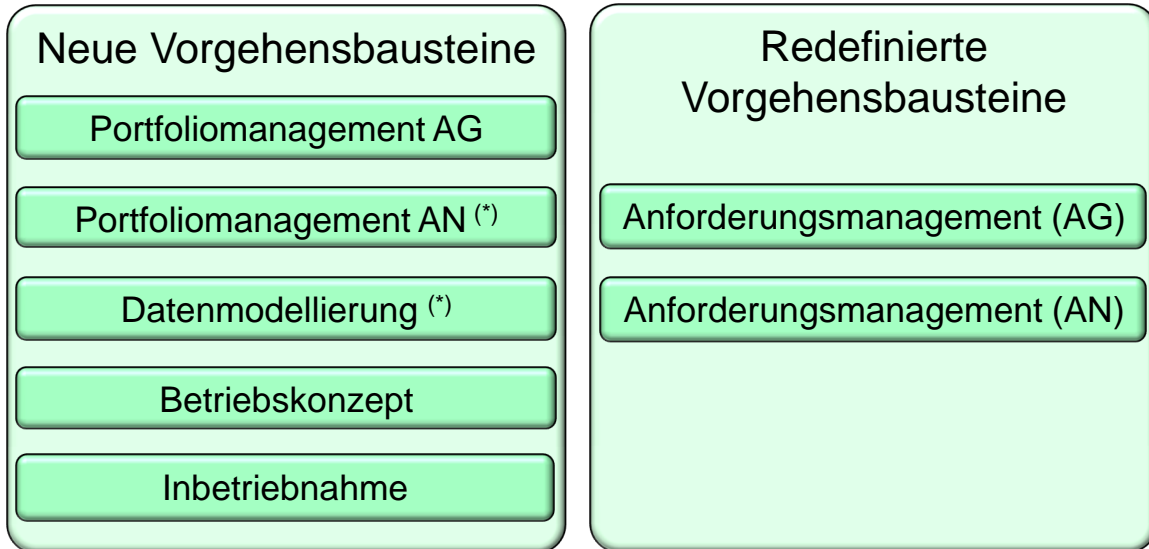 Neue Vorgehensbausteine
Portfoliomanagement AG
Portfoliomanagement AN (*)
Datenmodellierung (*)
Betriebskonzept
Inbetriebnahme
Redefinierte
Vorgehensbausteine
Anforderungsmanagement (AG)
Anforderungsmanagement (AN)